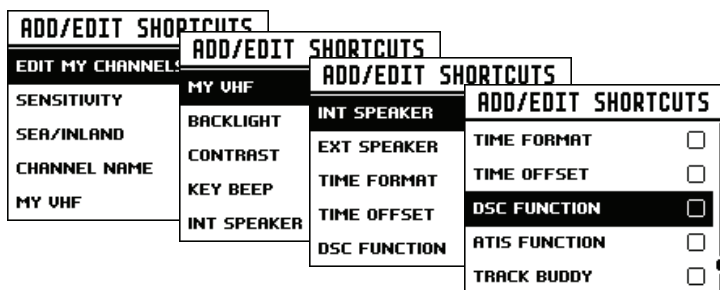 ADD/EDIT SHORTCUTS
EDIT MY CHANNELS
SENSITIVITY
SEA/INLAND
CHANNEL NAME
MY VHF
ADD/EDIT SHORTCUTS
MY VHF
BACKLIGHT
CONTRAST
KEY BEEP
INT SPEAKER
ADD/EDIT SHORTCUTS
INT SPEAKER
EXT SPEAKER
TIME FORMAT
TIME OFFSET
DSC FUNCTION
ADD/EDIT SHORTCUTS
TIME FORMAT
TIME OFFSET
DSC FUNCTION
ATIS FUNCTION
TRACK BUDDY